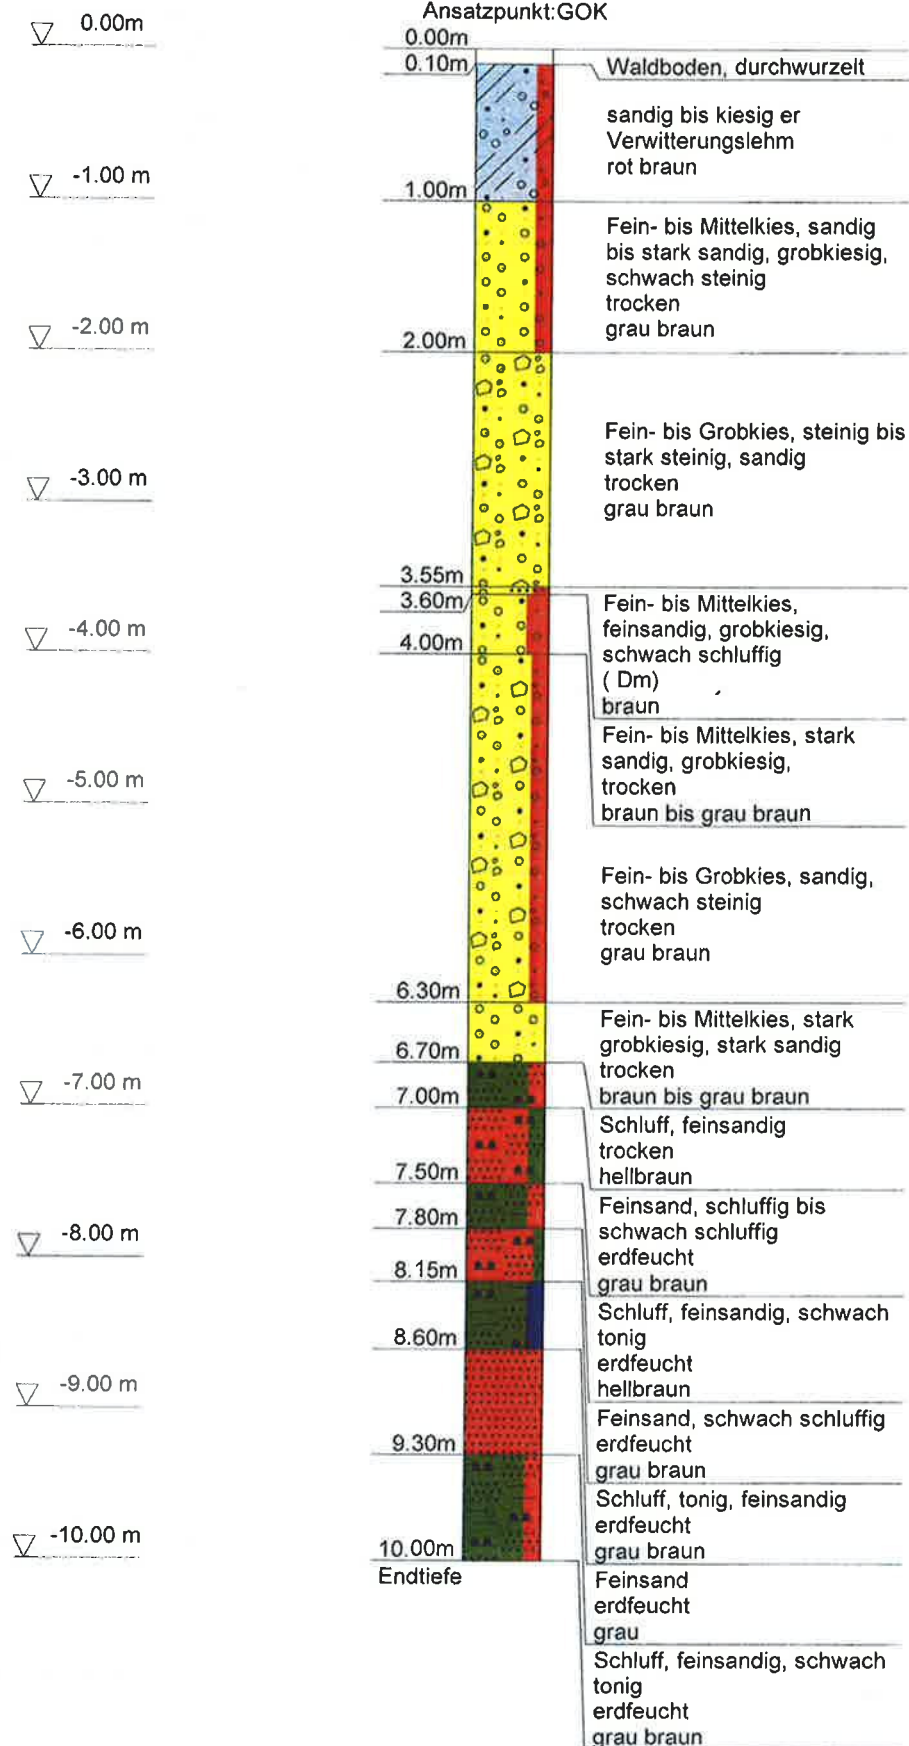 Ansatzpunkt:GOK
0.00m
0.00m
0.10m
Waldboden, durchwurzelt
sandig bis kiesig er
Verwitterungslehm
rot braun
-1.00 m
1.00m
Fein- bis Mittelkies, sandig
bis stark sandig, grobkiesig,
schwach steinig
trocken
grau braun
-2.00 m
2.00m
Fein- bis Grobkies, steinig bis
stark steinig, sandig
trocken
grau braun
-3.00 m
3.55m
3.60m
Fein- bis Mittelkies,
feinsandig, grobkiesig,
schwach schluffig
( Dm)
braun
-4.00 m
4.00m
Fein- bis Mittelkies, stark
sandig, grobkiesig,
trocken
braun bis grau braun
-5.00 m
Fein- bis Grobkies, sandig,
schwach steinig
trocken
grau braun
-6.00 m
6.30m
Fein- bis Mittelkies, stark
grobkiesig, stark sandig
trocken
braun bis grau braun
6.70m
-7.00 m
7.00m
Schluff, feinsandig
trocken
hellbraun
7.50m
Feinsand, schluffig bis
schwach schluffig
erdfeucht
grau braun
7.80m
-8.00 m
8.15m
Schluff, feinsandig, schwach
tonig
erdfeucht
hellbraun
8.60m
-9.00 m
Feinsand, schwach schluffig
erdfeucht
grau braun
9.30m
Schluff, tonig, feinsandig
erdfeucht
grau braun
-10.00 m
10.00m
Endtiefe
Feinsand
erdfeucht
grau
Schluff, feinsandig, schwach
tonig
erdfeucht
grau braun